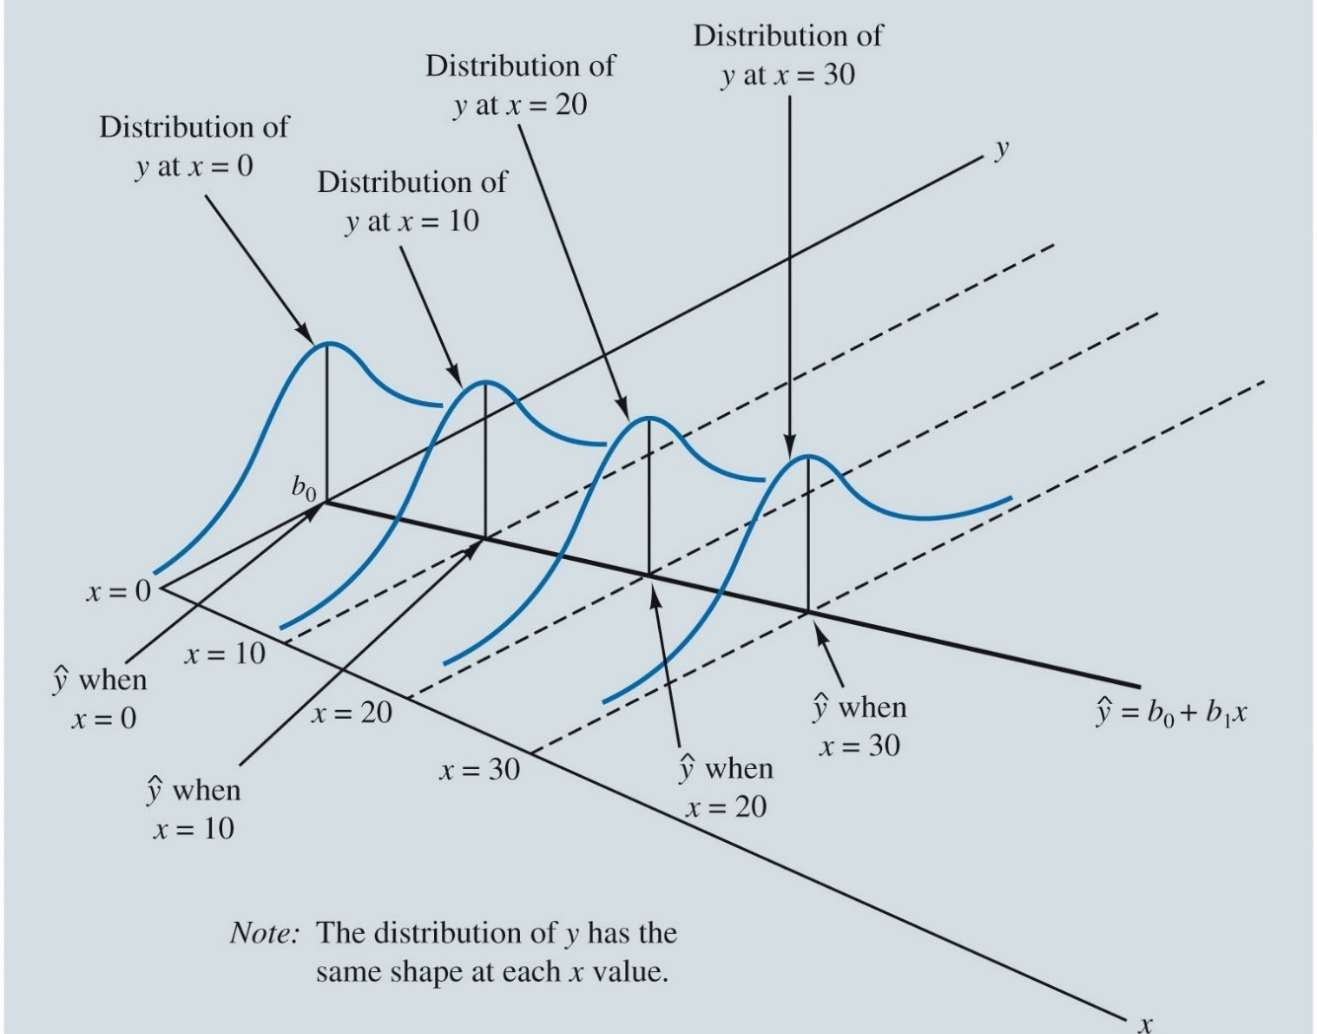 Distribution of
y at x = 30
Distribution of
y at x = 20
Distribution of
y at x = 0
Distribution of
y at x = 10
y
b₀
x = 0
x = 10
ŷ when
x = 0
x = 20
ŷ when
x = 30
ŷ = b₀ + b₁x
x = 30
ŷ when
x = 20
ŷ when
x = 10
Note: The distribution of y has the
same shape at each x value.
x